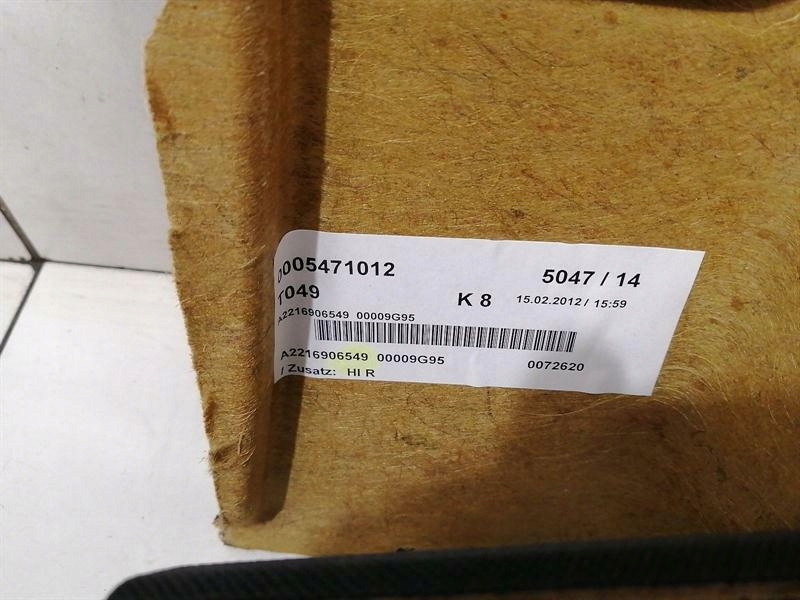 0005471012 5047 / 14
T049 K 8 15.02.2012 / 15:59
A2216906549 00009G95
A2216906549 00009G95 0072620
/ Zusatz: HI R